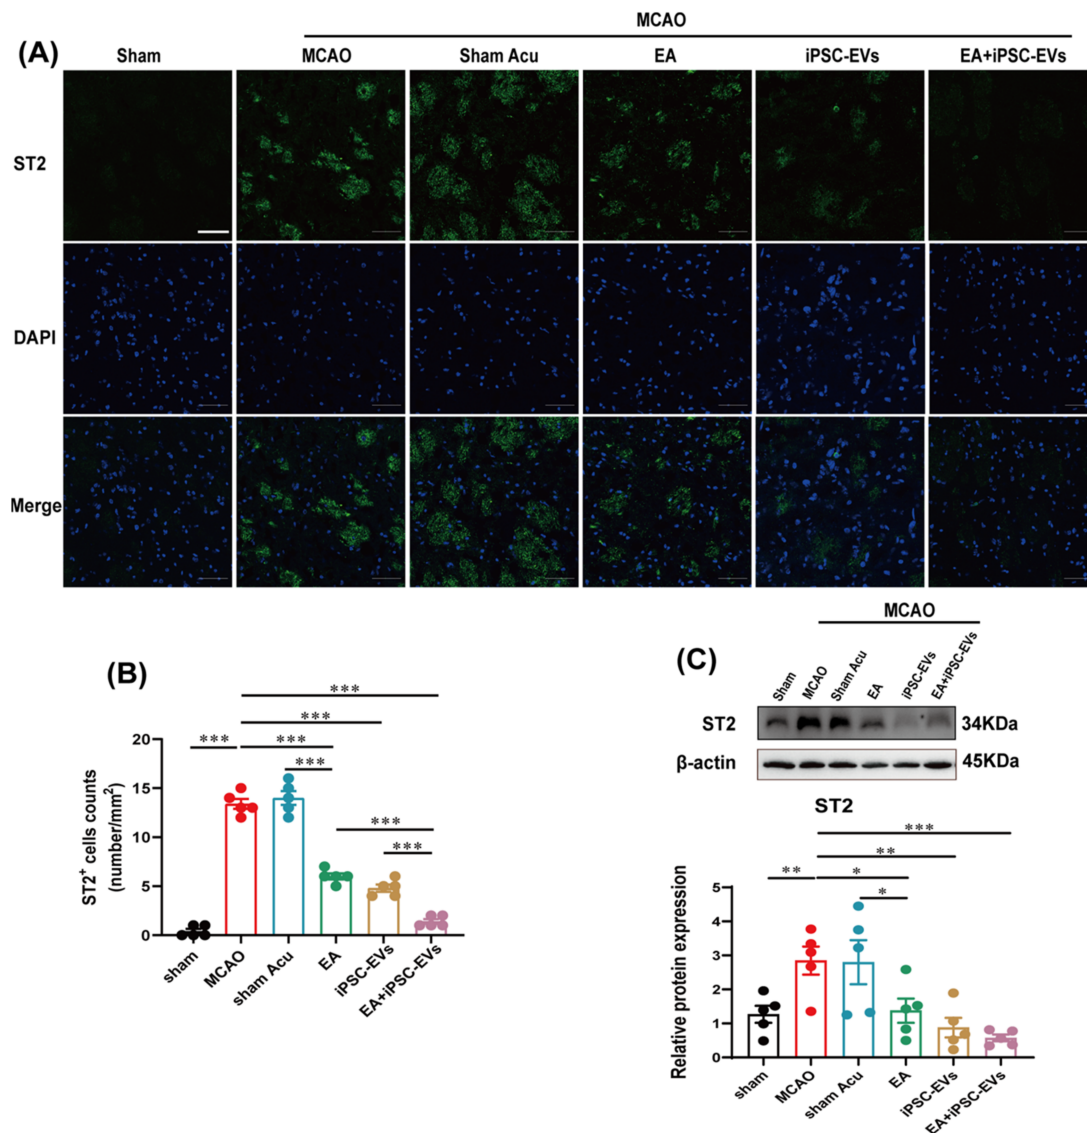 MCAO
(A)
Sham MCAO Sham Acu EA iPSC-EVs EA+iPSC-EVs
ST2
DAPI
Merge
(B)
ST2+ cells counts
(number/mm²)
20
15
10
5
0
***
***
***
***
***
***
***
sham MCAO sham Acu EA iPSC-EVs EA+iPSC-EVs
(C)
MCAO
Sham MCAO Sham Acu EA iPSC-EVs EA+iPSC-EVs
ST2 34KDa
β-actin 45KDa
ST2
Relative protein expression
5
4
3
2
1
0
***
**
** *
*
sham MCAO sham Acu EA iPSC-EVs EA+iPSC-EVs